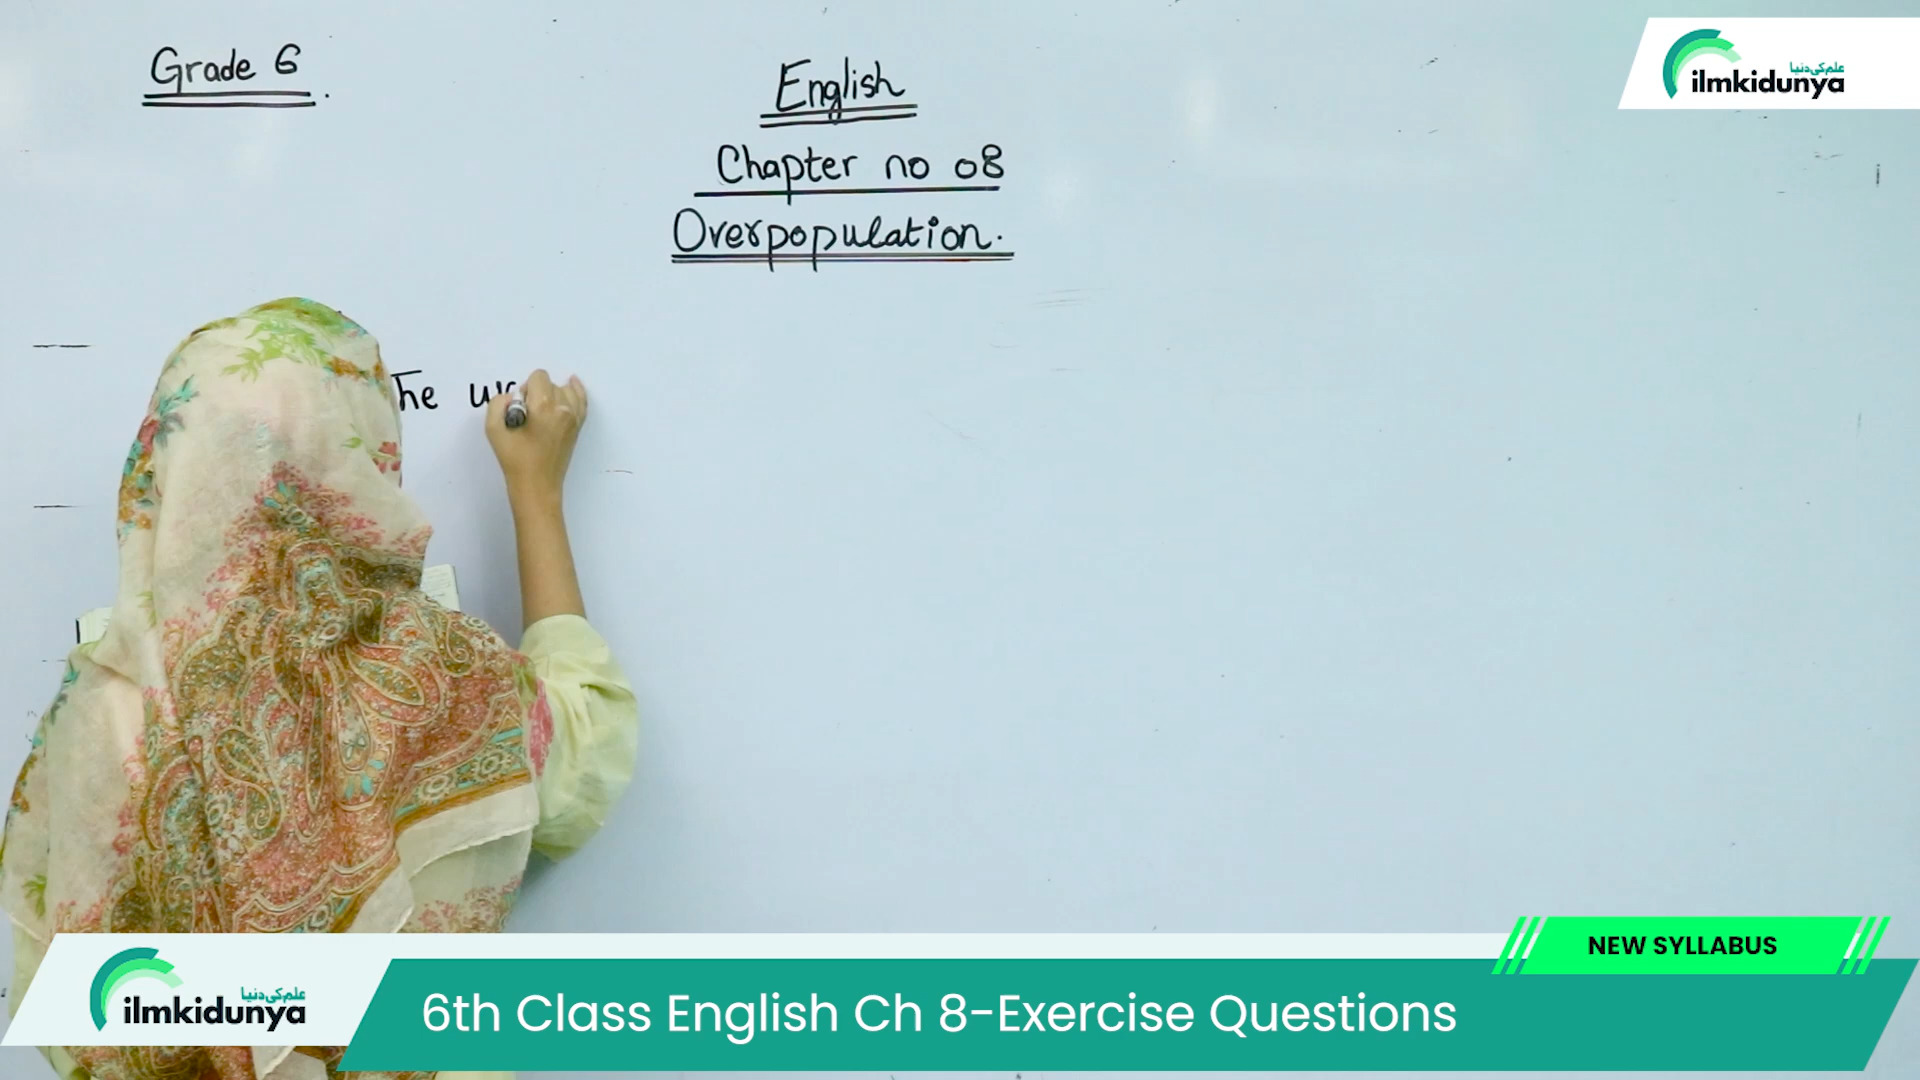 Grade 6.
English
Chapter no 08
Overpopulation.
The
علم کی دنیا
ilmkidunya
NEW SYLLABUS
علم کی دنیا
ilmkidunya
6th Class English Ch 8-Exercise Questions